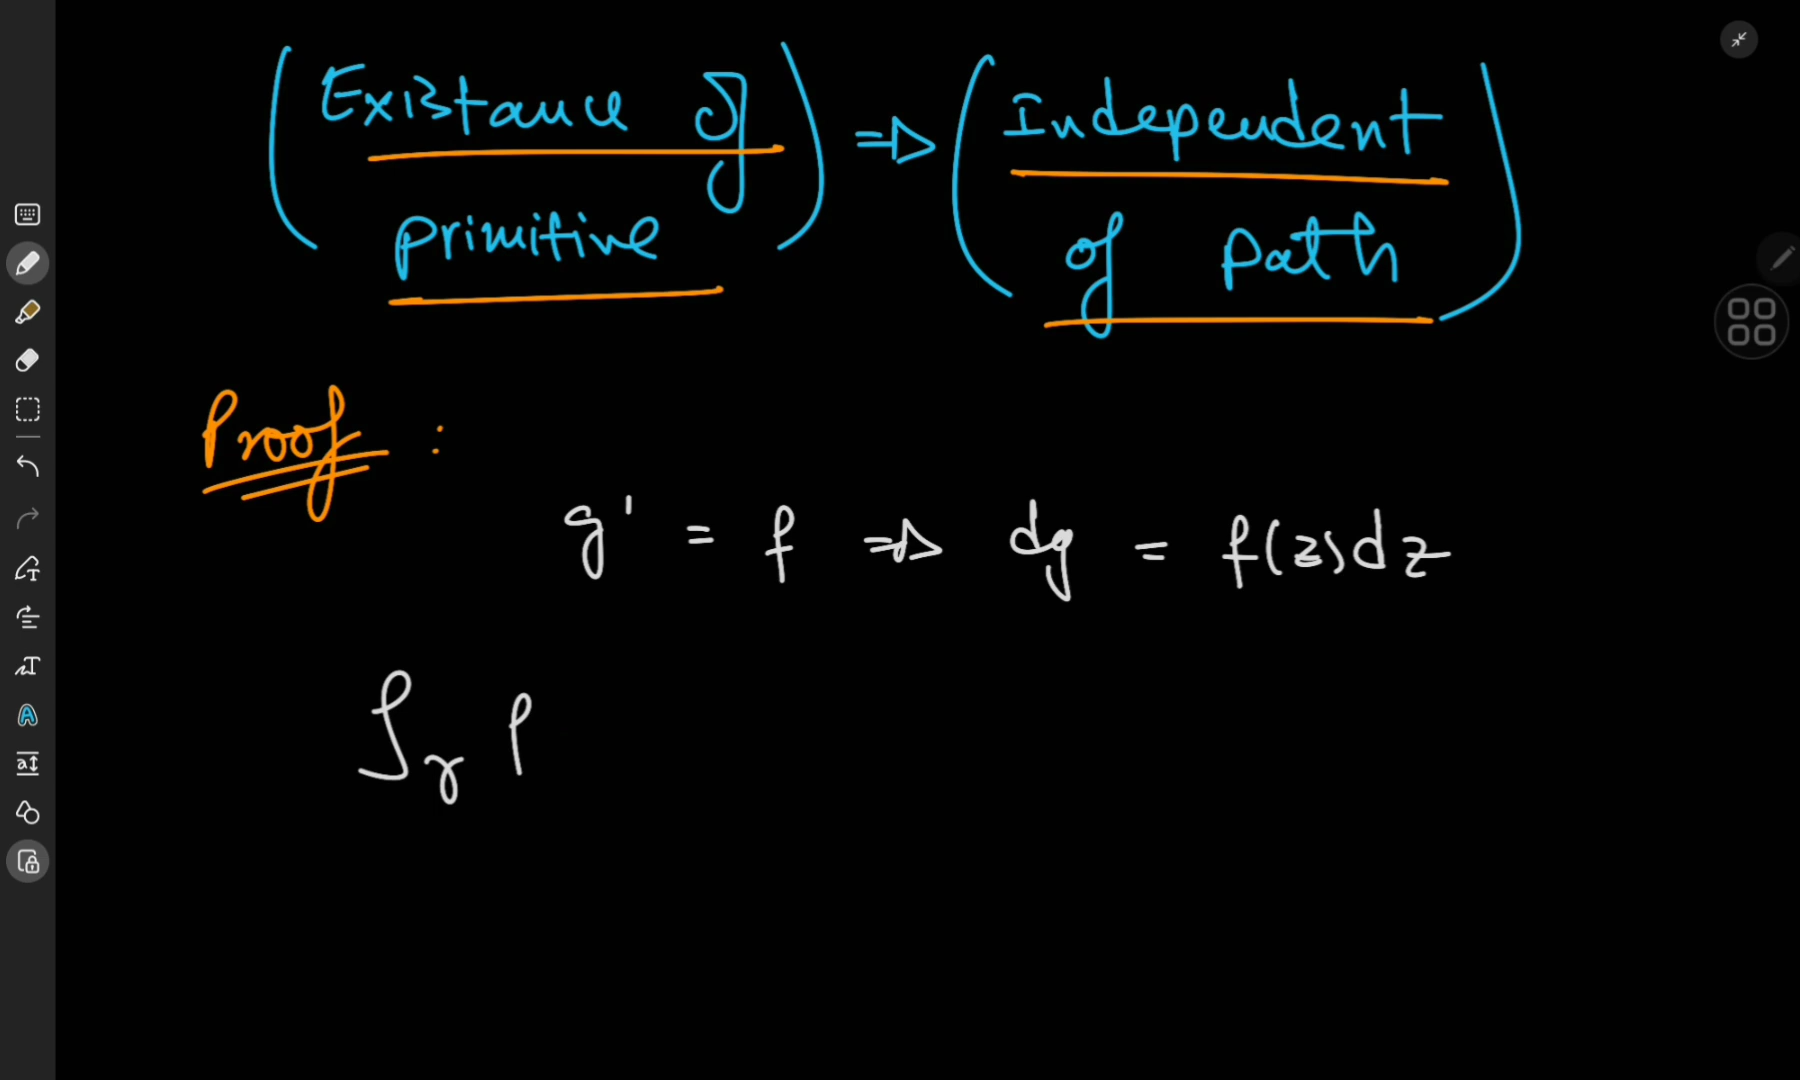 (Existance of primitive) ⇒ (Independent of path)
Proof :
g' = f ⇒ dg = f(z)dz
∫γ f